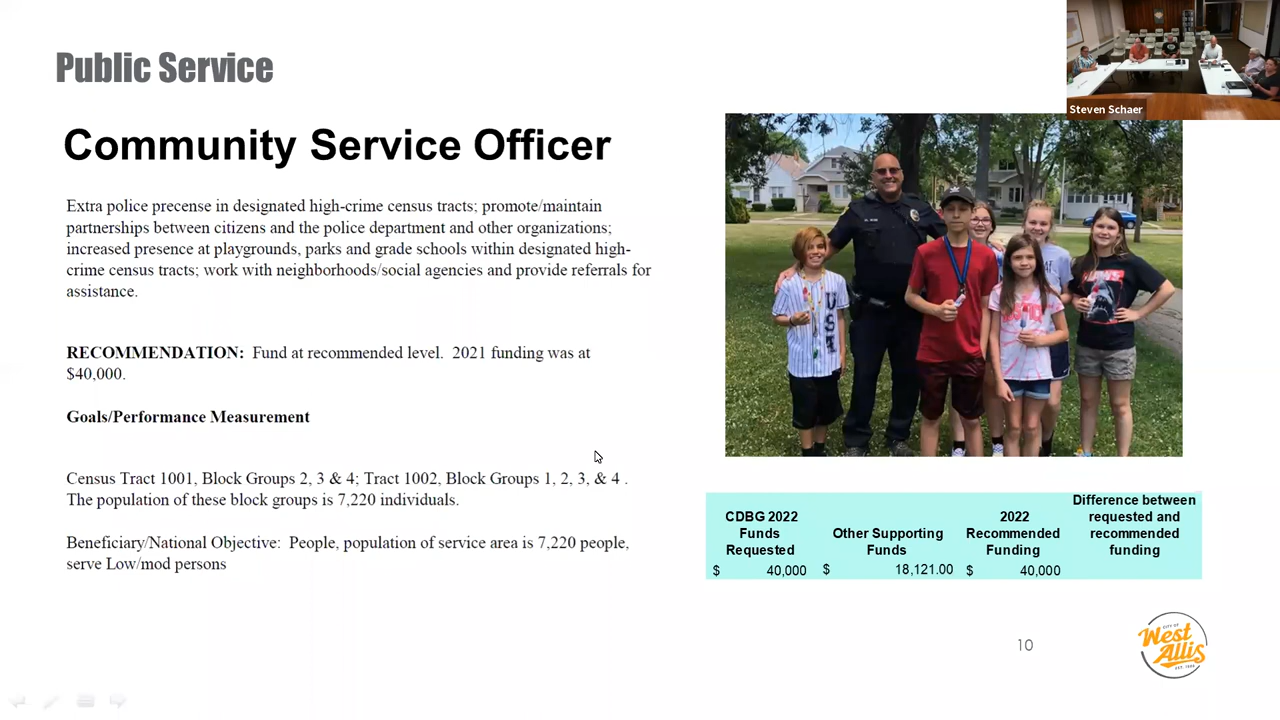 Public Service
Steven Schaer
Community Service Officer
Extra police precense in designated high-crime census tracts; promote/maintain
partnerships between citizens and the police department and other organizations;
increased presence at playgrounds, parks and grade schools within designated high-
crime census tracts; work with neighborhoods/social agencies and provide referrals for
assistance.
RECOMMENDATION: Fund at recommended level. 2021 funding was at
$40,000.
Goals/Performance Measurement
Census Tract 1001, Block Groups 2, 3 & 4; Tract 1002, Block Groups 1, 2, 3, & 4 .
The population of these block groups is 7,220 individuals.
Beneficiary/National Objective: People, population of service area is 7,220 people,
serve Low/mod persons
UST
CDBG 2022
Funds
Requested
Other Supporting
Funds
2022
Recommended
Funding
Difference between
requested and
recommended
funding
$ 40,000 $ 18,121.00 $ 40,000
10
CITY OF
West
Allis